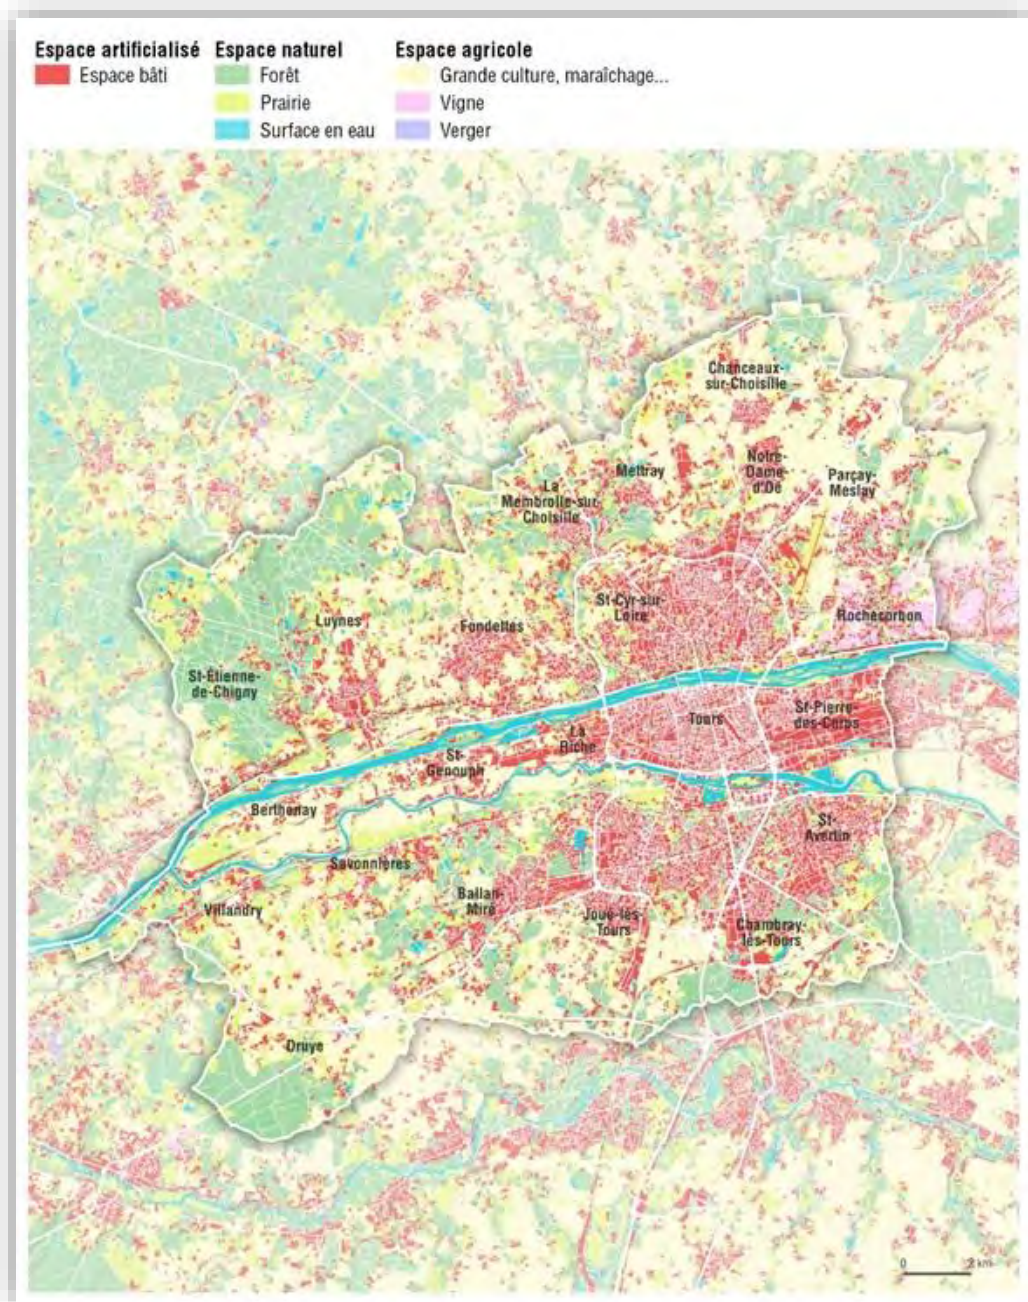 Espace artificialisé
Espace bâti
Espace naturel
Forêt
Prairie
Surface en eau
Espace agricole
Grande culture, maraîchage...
Vigne
Verger
Chanceaux-
sur-Choisille
Mettray
Notre-
Dame-
d'Oé
Parçay-
Meslay
La
Membrolle-sur-
Choisille
St-Cyr-sur-
Loire
Rochecorbon
Luynes
Fondettes
St-Étienne-
de-Chigny
Tours
St-Pierre-
des-Corps
La
Riche
St-
Genouph
Berthenay
St-
Avertin
Savonnières
Villandry
Ballan-
Miré
Joué-lès-
Tours
Chambray-
lès-Tours
Druye
0 2 km